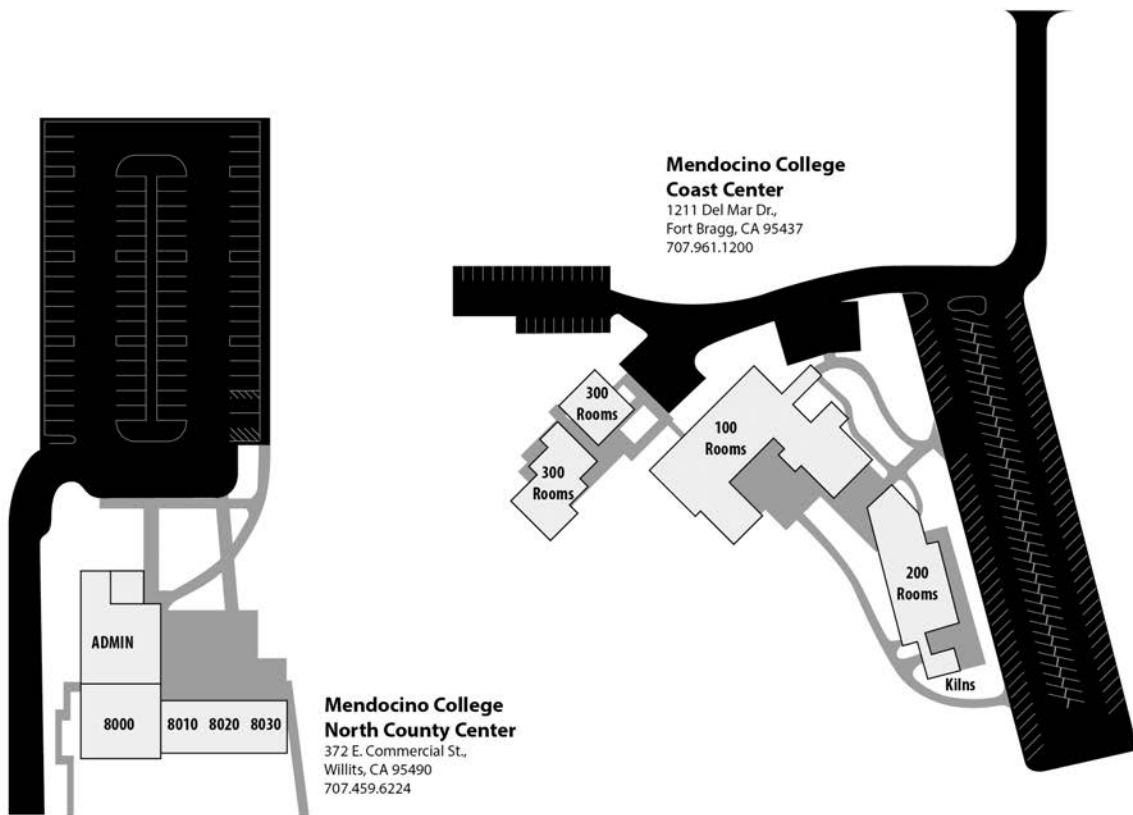 Mendocino College
Coast Center
1211 Del Mar Dr.,
Fort Bragg, CA 95437
707.961.1200
300
Rooms
300
Rooms
100
Rooms
200
Rooms
Kilns
ADMIN
8000
8010 8020 8030
Mendocino College
North County Center
372 E. Commercial St.,
Willits, CA 95490
707.459.6224